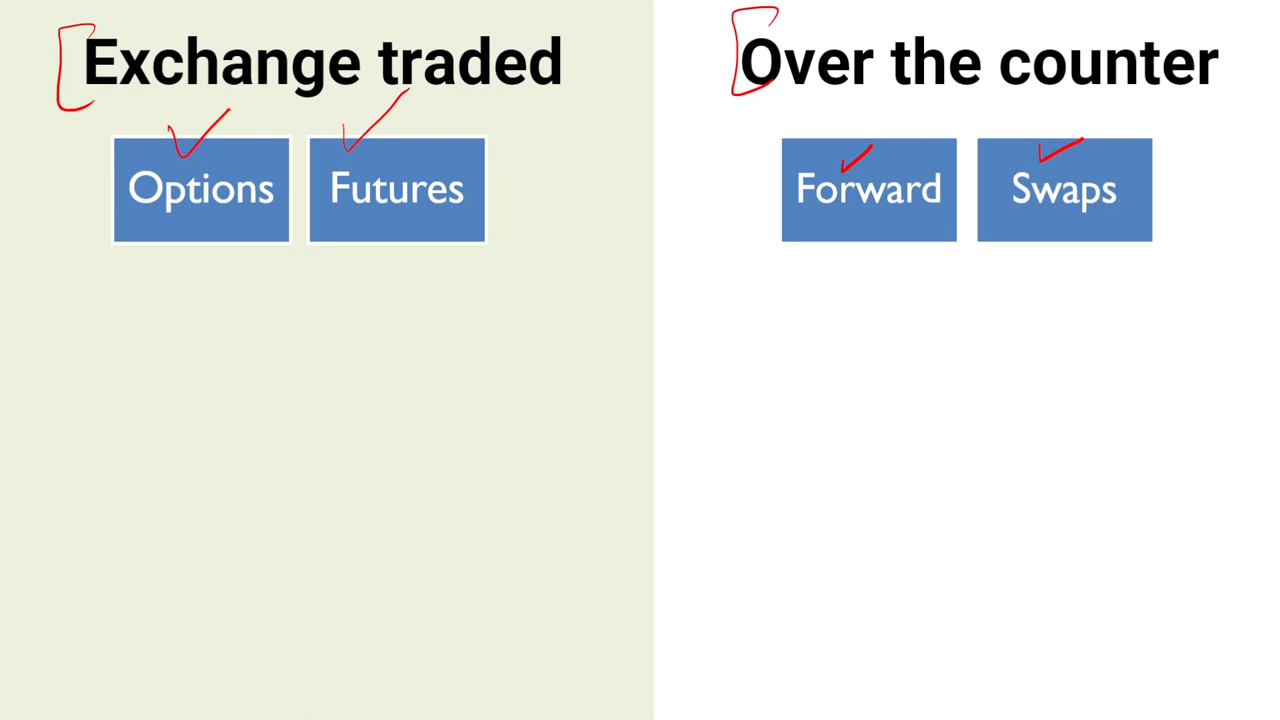 Exchange traded
Options
Futures
Over the counter
Forward
Swaps